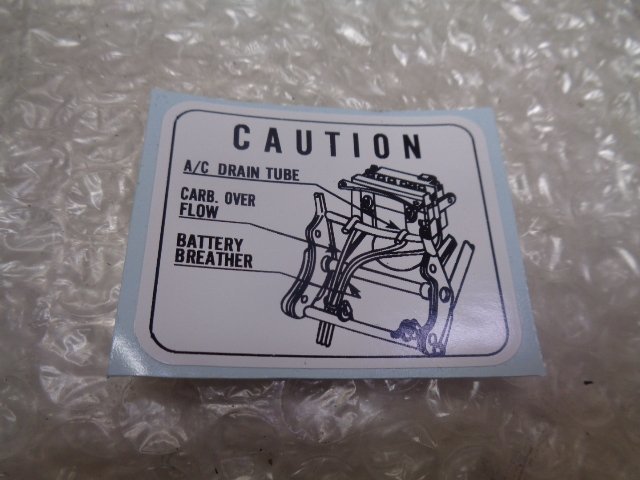 CAUTION
A/C DRAIN TUBE
CARB. OVER
FLOW
BATTERY
BREATHER